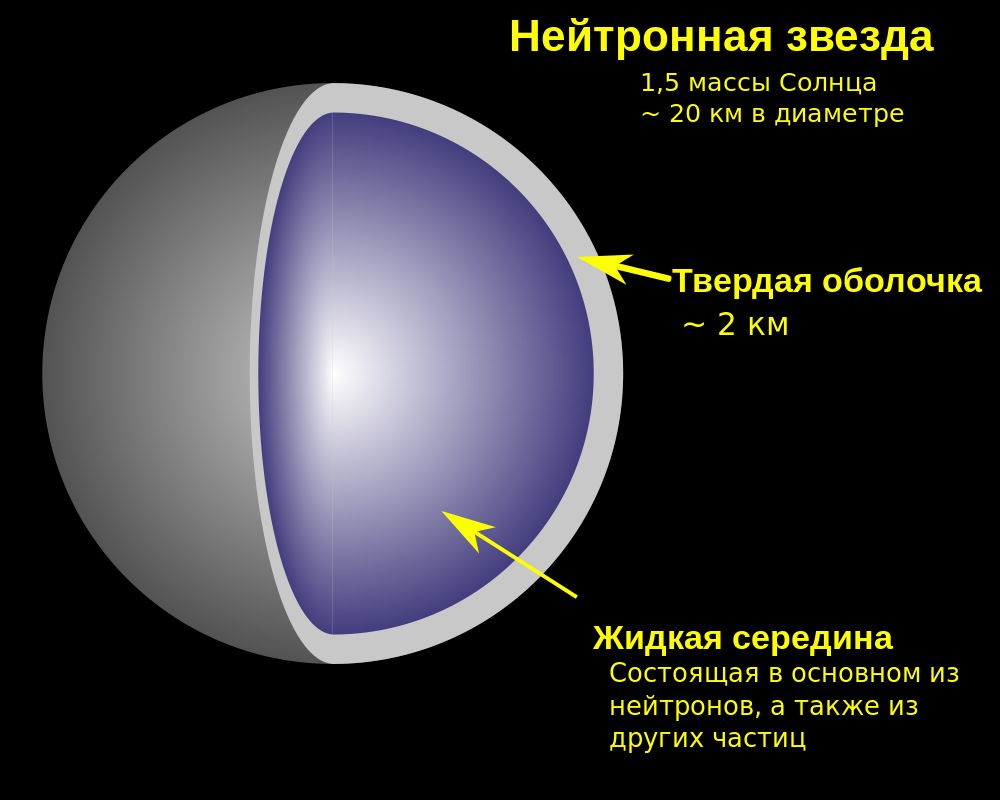 Нейтронная звезда
1,5 массы Солнца
~ 20 км в диаметре
Твердая оболочка
~ 2 км
Жидкая середина
Состоящая в основном из
нейтронов, а также из
других частиц